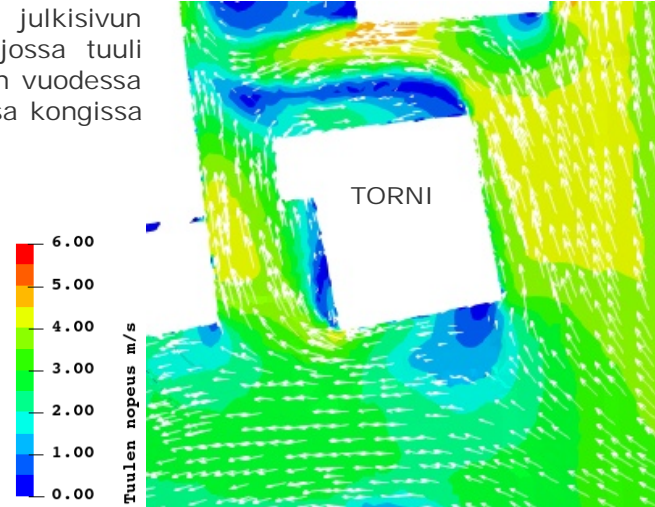 julkisivun
jossa tuuli
n vuodessa
sa kongissa
TORNI
6.00
5.00
4.00
3.00
2.00
1.00
0.00
Tuulen nopeus m/s